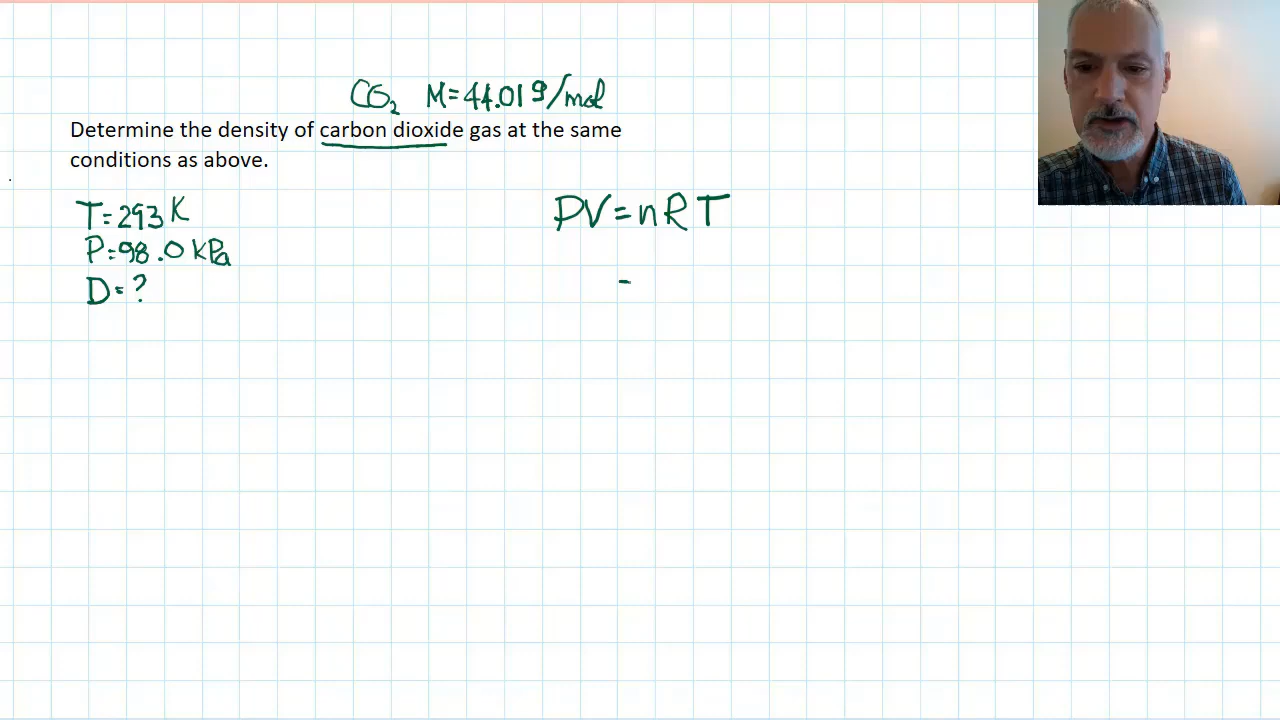 CO₂ M=44.01 g/mol
Determine the density of carbon dioxide gas at the same
conditions as above.
T=293 K
P=98.0 kPa
D=?
PV=nRT
-